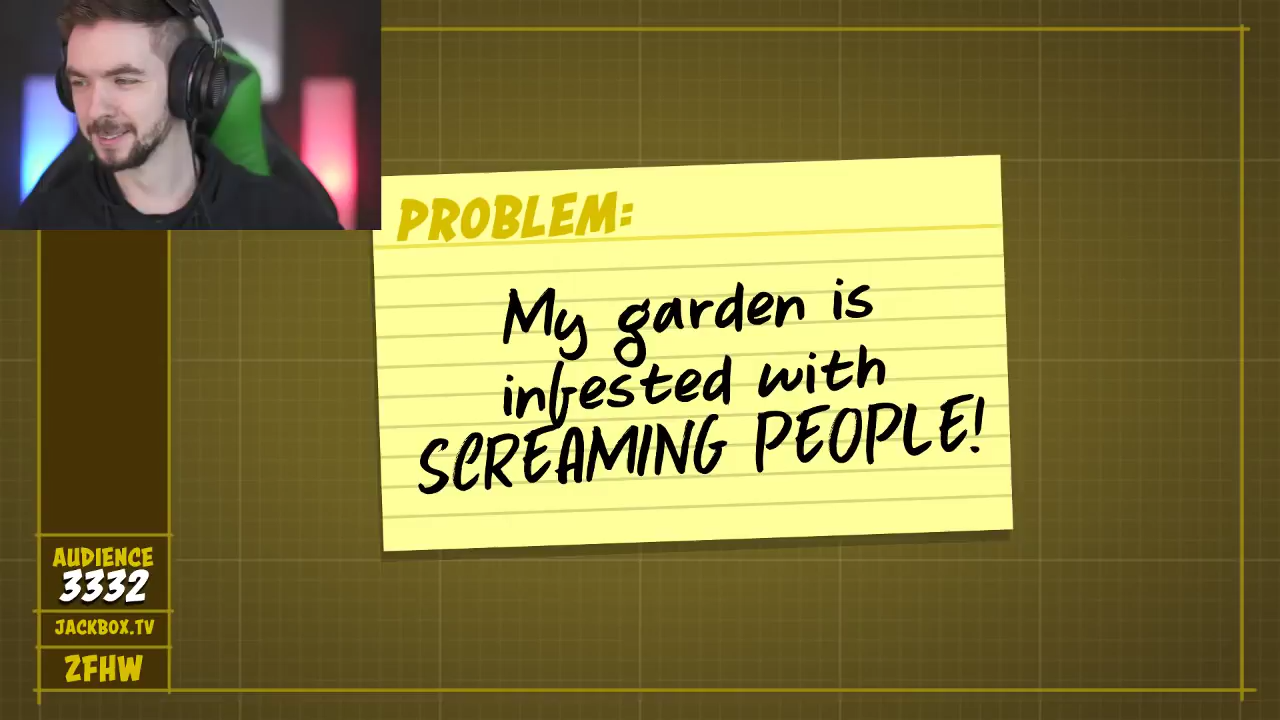 PROBLEM:
My garden is
infested with
SCREAMING PEOPLE!
AUDIENCE
3332
JACKBOX.TV
ZFHW